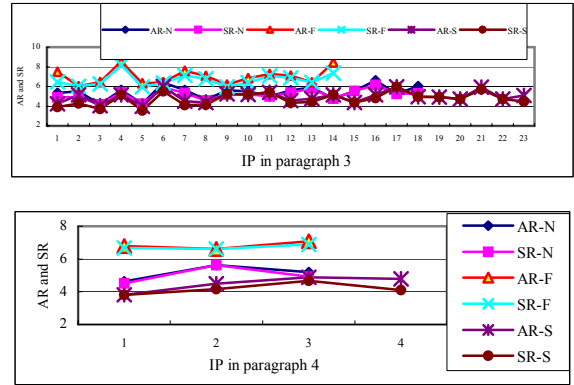 AR-N SR-N AR-F SR-F AR-S SR-S
AR and SR
10
8
6
4
2
1 2 3 4 5 6 7 8 9 10 11 12 13 14 15 16 17 18 19 20 21 22 23
IP in paragraph 3
AR and SR
8
6
4
2
1 2 3 4
IP in paragraph 4
AR-N
SR-N
AR-F
SR-F
AR-S
SR-S